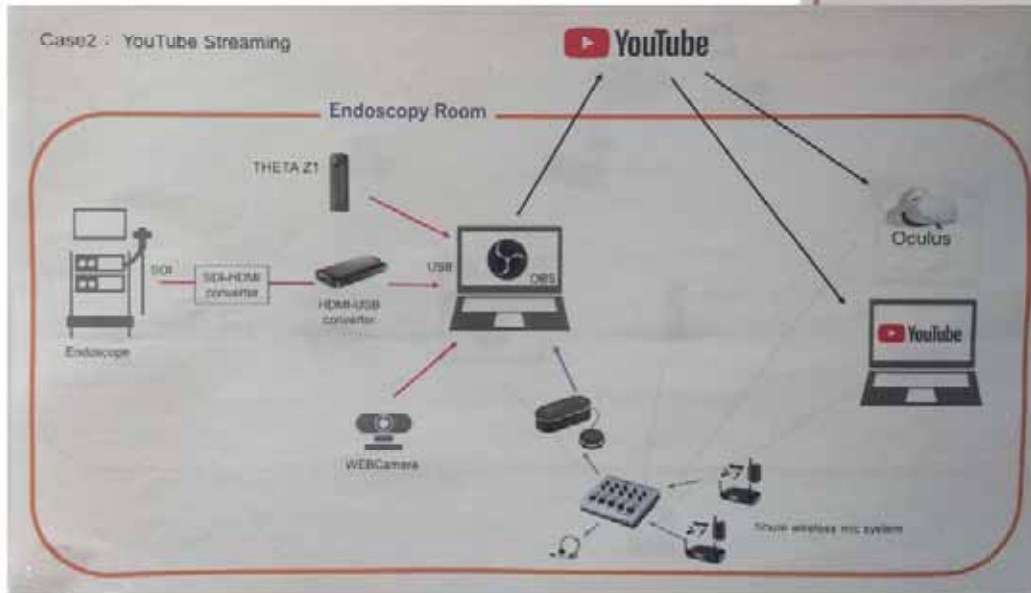 Case2 : YouTube Streaming
YouTube
Endoscopy Room
THETA Z1
SDI
SDI-HDMI
converter
HDMI-USB
converter
USB
OBS
Endoscope
WEBCamera
Oculus
YouTube
Shure wireless mic system